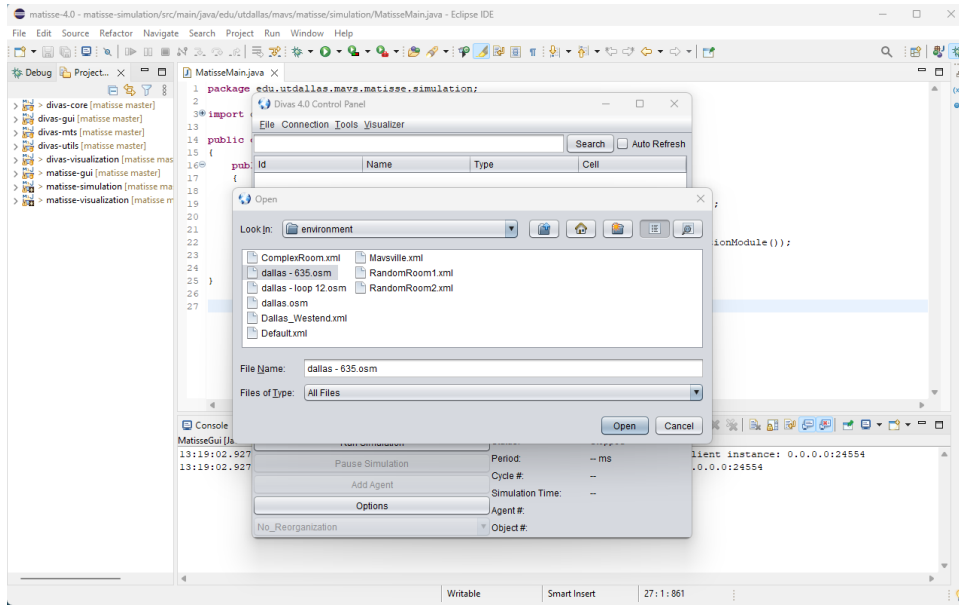 matisse-4.0 - matisse-simulation/src/main/java/edu/utdallas/mavs/matisse/simulation/MatisseMain.java - Eclipse IDE
File Edit Source Refactor Navigate Search Project Run Window Help
Debug Project...
> divas-core [matisse master]
> divas-gui [matisse master]
> divas-mts [matisse master]
> divas-utils [matisse master]
> divas-visualization [matisse mas
> matisse-gui [matisse master]
> matisse-simulation [matisse ma
> matisse-visualization [matisse m
MatisseMain.java
1 package edu.utdallas.mavs.matisse.simulation;
2
3 import
13
14 public
15 {
16 pub
17 {
18
19 ;
20
21
22 ionModule());
23
24
25 }
26
27
Divas 4.0 Control Panel
File Connection Tools Visualizer
Search Auto Refresh
Id Name Type Cell
Open
Look In: environment
ComplexRoom.xml
dallas - 635.osm
dallas - loop 12.osm
dallas.osm
Dallas_Westend.xml
Default.xml
Mavsville.xml
RandomRoom1.xml
RandomRoom2.xml
File Name: dallas - 635.osm
Files of Type: All Files
Open Cancel
Console
MatisseGui [Ja
13:19:02.927 lient instance: 0.0.0.0:24554
13:19:02.927 .0.0.0:24554
Run Simulation
Pause Simulation
Add Agent
Options
No_Reorganization
Period: -- ms
Cycle #: --
Simulation Time: --
Agent #:
Object #:
Writable Smart Insert 27 : 1 : 861